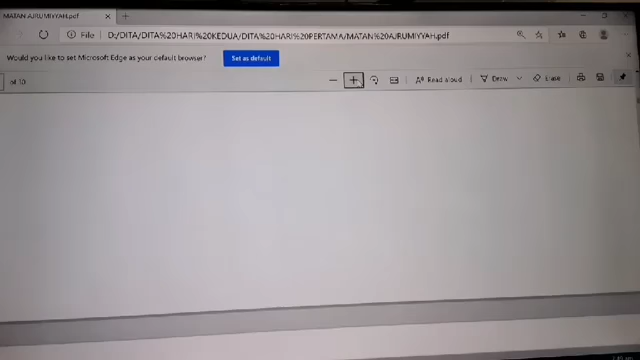 MATAN AJRUMIYYAH.pdf
File D:/DITA/DITA%20HARI%20KEDUA/DITA%20HARI%20PERTAMA/MATAN%20AJRUMIYYAH.pdf
Would you like to set Microsoft Edge as your default browser? Set as default
of 10 Read aloud Draw Erase